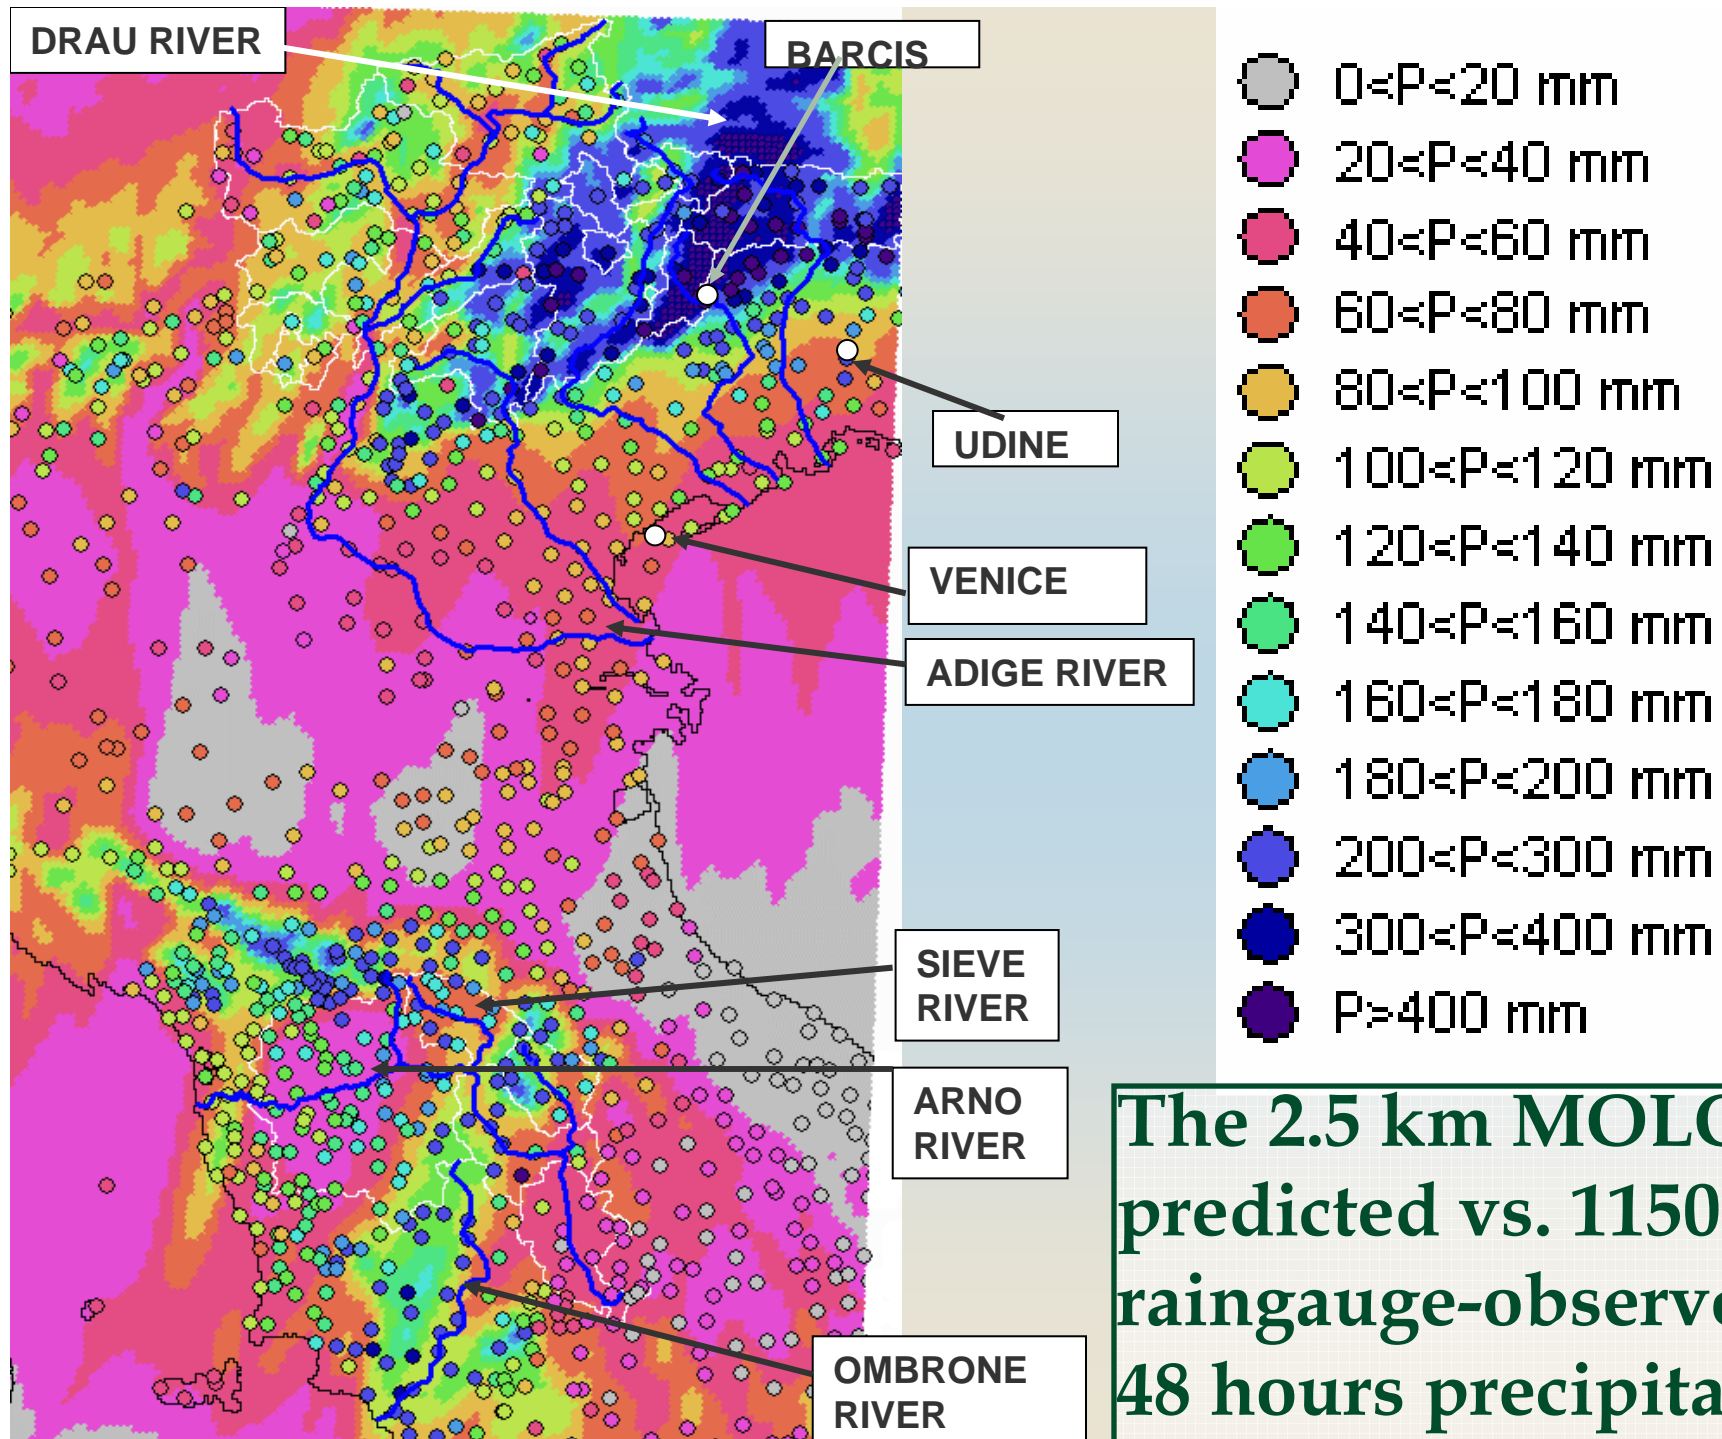 DRAU RIVER
BARCIS
UDINE
VENICE
ADIGE RIVER
SIEVE
RIVER
ARNO
RIVER
OMBRONE
RIVER
0<P<20 mm
20<P<40 mm
40<P<60 mm
60<P<80 mm
80<P<100 mm
100<P<120 mm
120<P<140 mm
140<P<160 mm
160<P<180 mm
180<P<200 mm
200<P<300 mm
300<P<400 mm
P>400 mm
The 2.5 km
predicted vs. 1150
48 hours